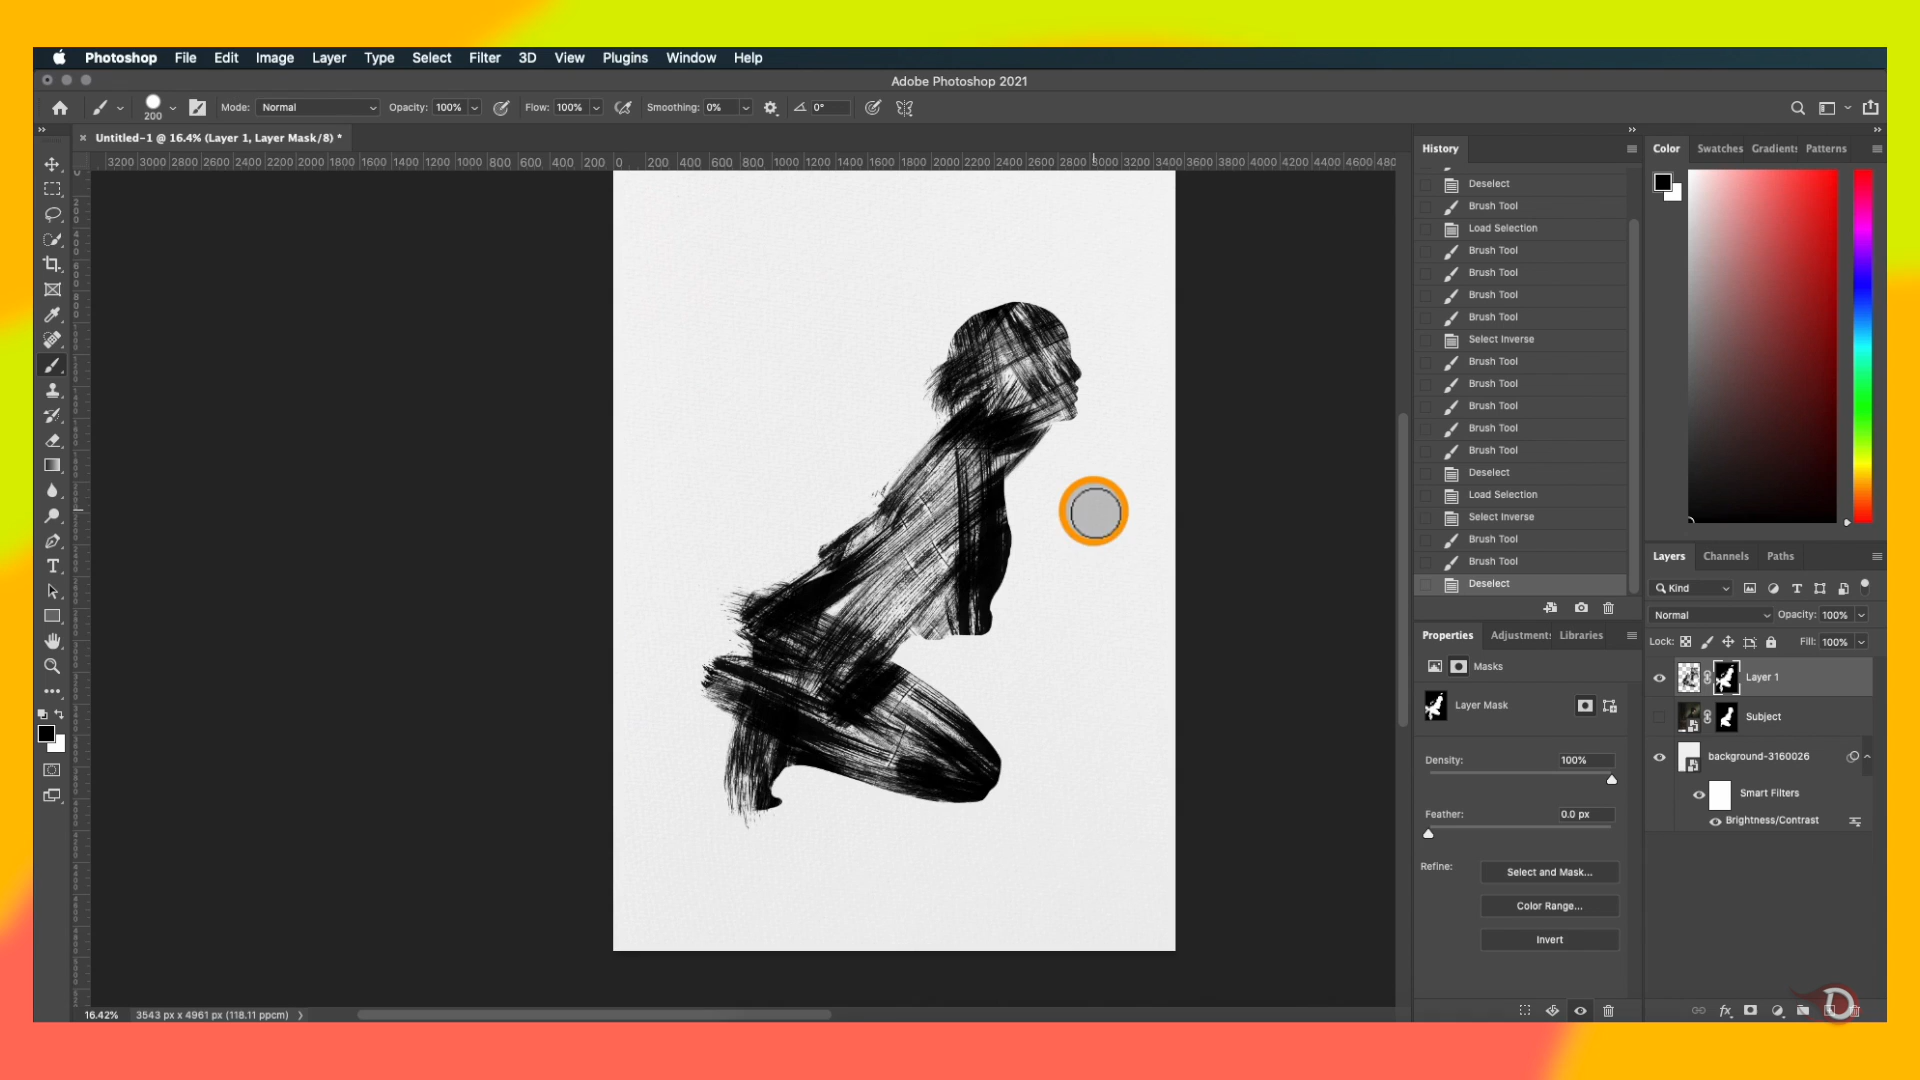 Photoshop File Edit Image Layer Type Select Filter 3D View Plugins Window Help
Adobe Photoshop 2021
200 Mode: Normal Opacity: 100% Flow: 100% Smoothing: 0% 0°
× Untitled-1 @ 16.4% (Layer 1, Layer Mask/8) *
3200 3000 2800 2600 2400 2200 2000 1800 1600 1400 1200 1000 800 600 400 200 0 200 400 600 800 1000 1200 1400 1600 1800 2000 2200 2400 2600 2800 3000 3200 3400 3600 3800 4000 4200 4400 4600 480
History
Deselect
Brush Tool
Load Selection
Brush Tool
Brush Tool
Brush Tool
Brush Tool
Select Inverse
Brush Tool
Brush Tool
Brush Tool
Brush Tool
Brush Tool
Deselect
Load Selection
Select Inverse
Brush Tool
Brush Tool
Deselect
Properties Adjustments Libraries
Masks
Layer Mask
Density: 100%
Feather: 0.0 px
Refine: Select and Mask...
Color Range...
Invert
Color Swatches Gradients Patterns
Layers Channels Paths
Kind
Normal Opacity: 100%
Lock: Fill: 100%
Layer 1
Subject
background-3160026
Smart Filters
Brightness/Contrast
fx
D
16.42% 3543 px x 4961 px (118.11 ppcm)